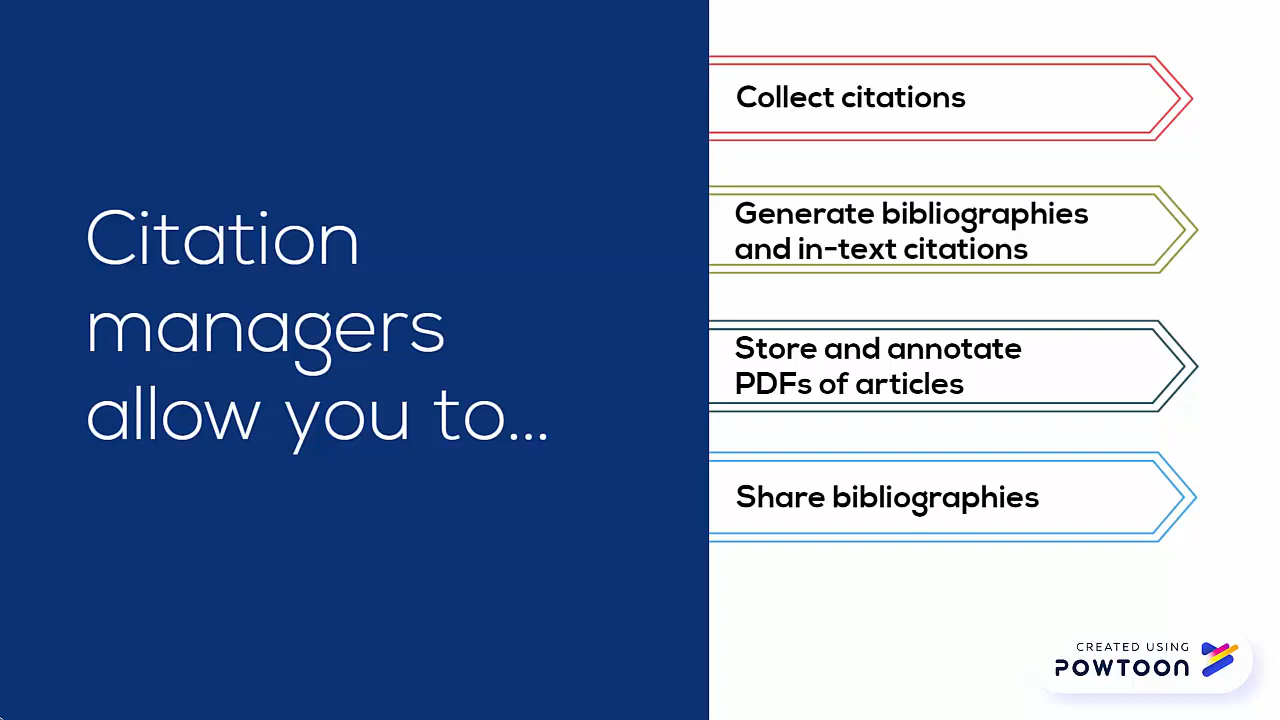 Citation
managers
allow you to...
Collect citations
Generate bibliographies
and in-text citations
Store and annotate
PDFs of articles
Share bibliographies
CREATED USING
POWTOON